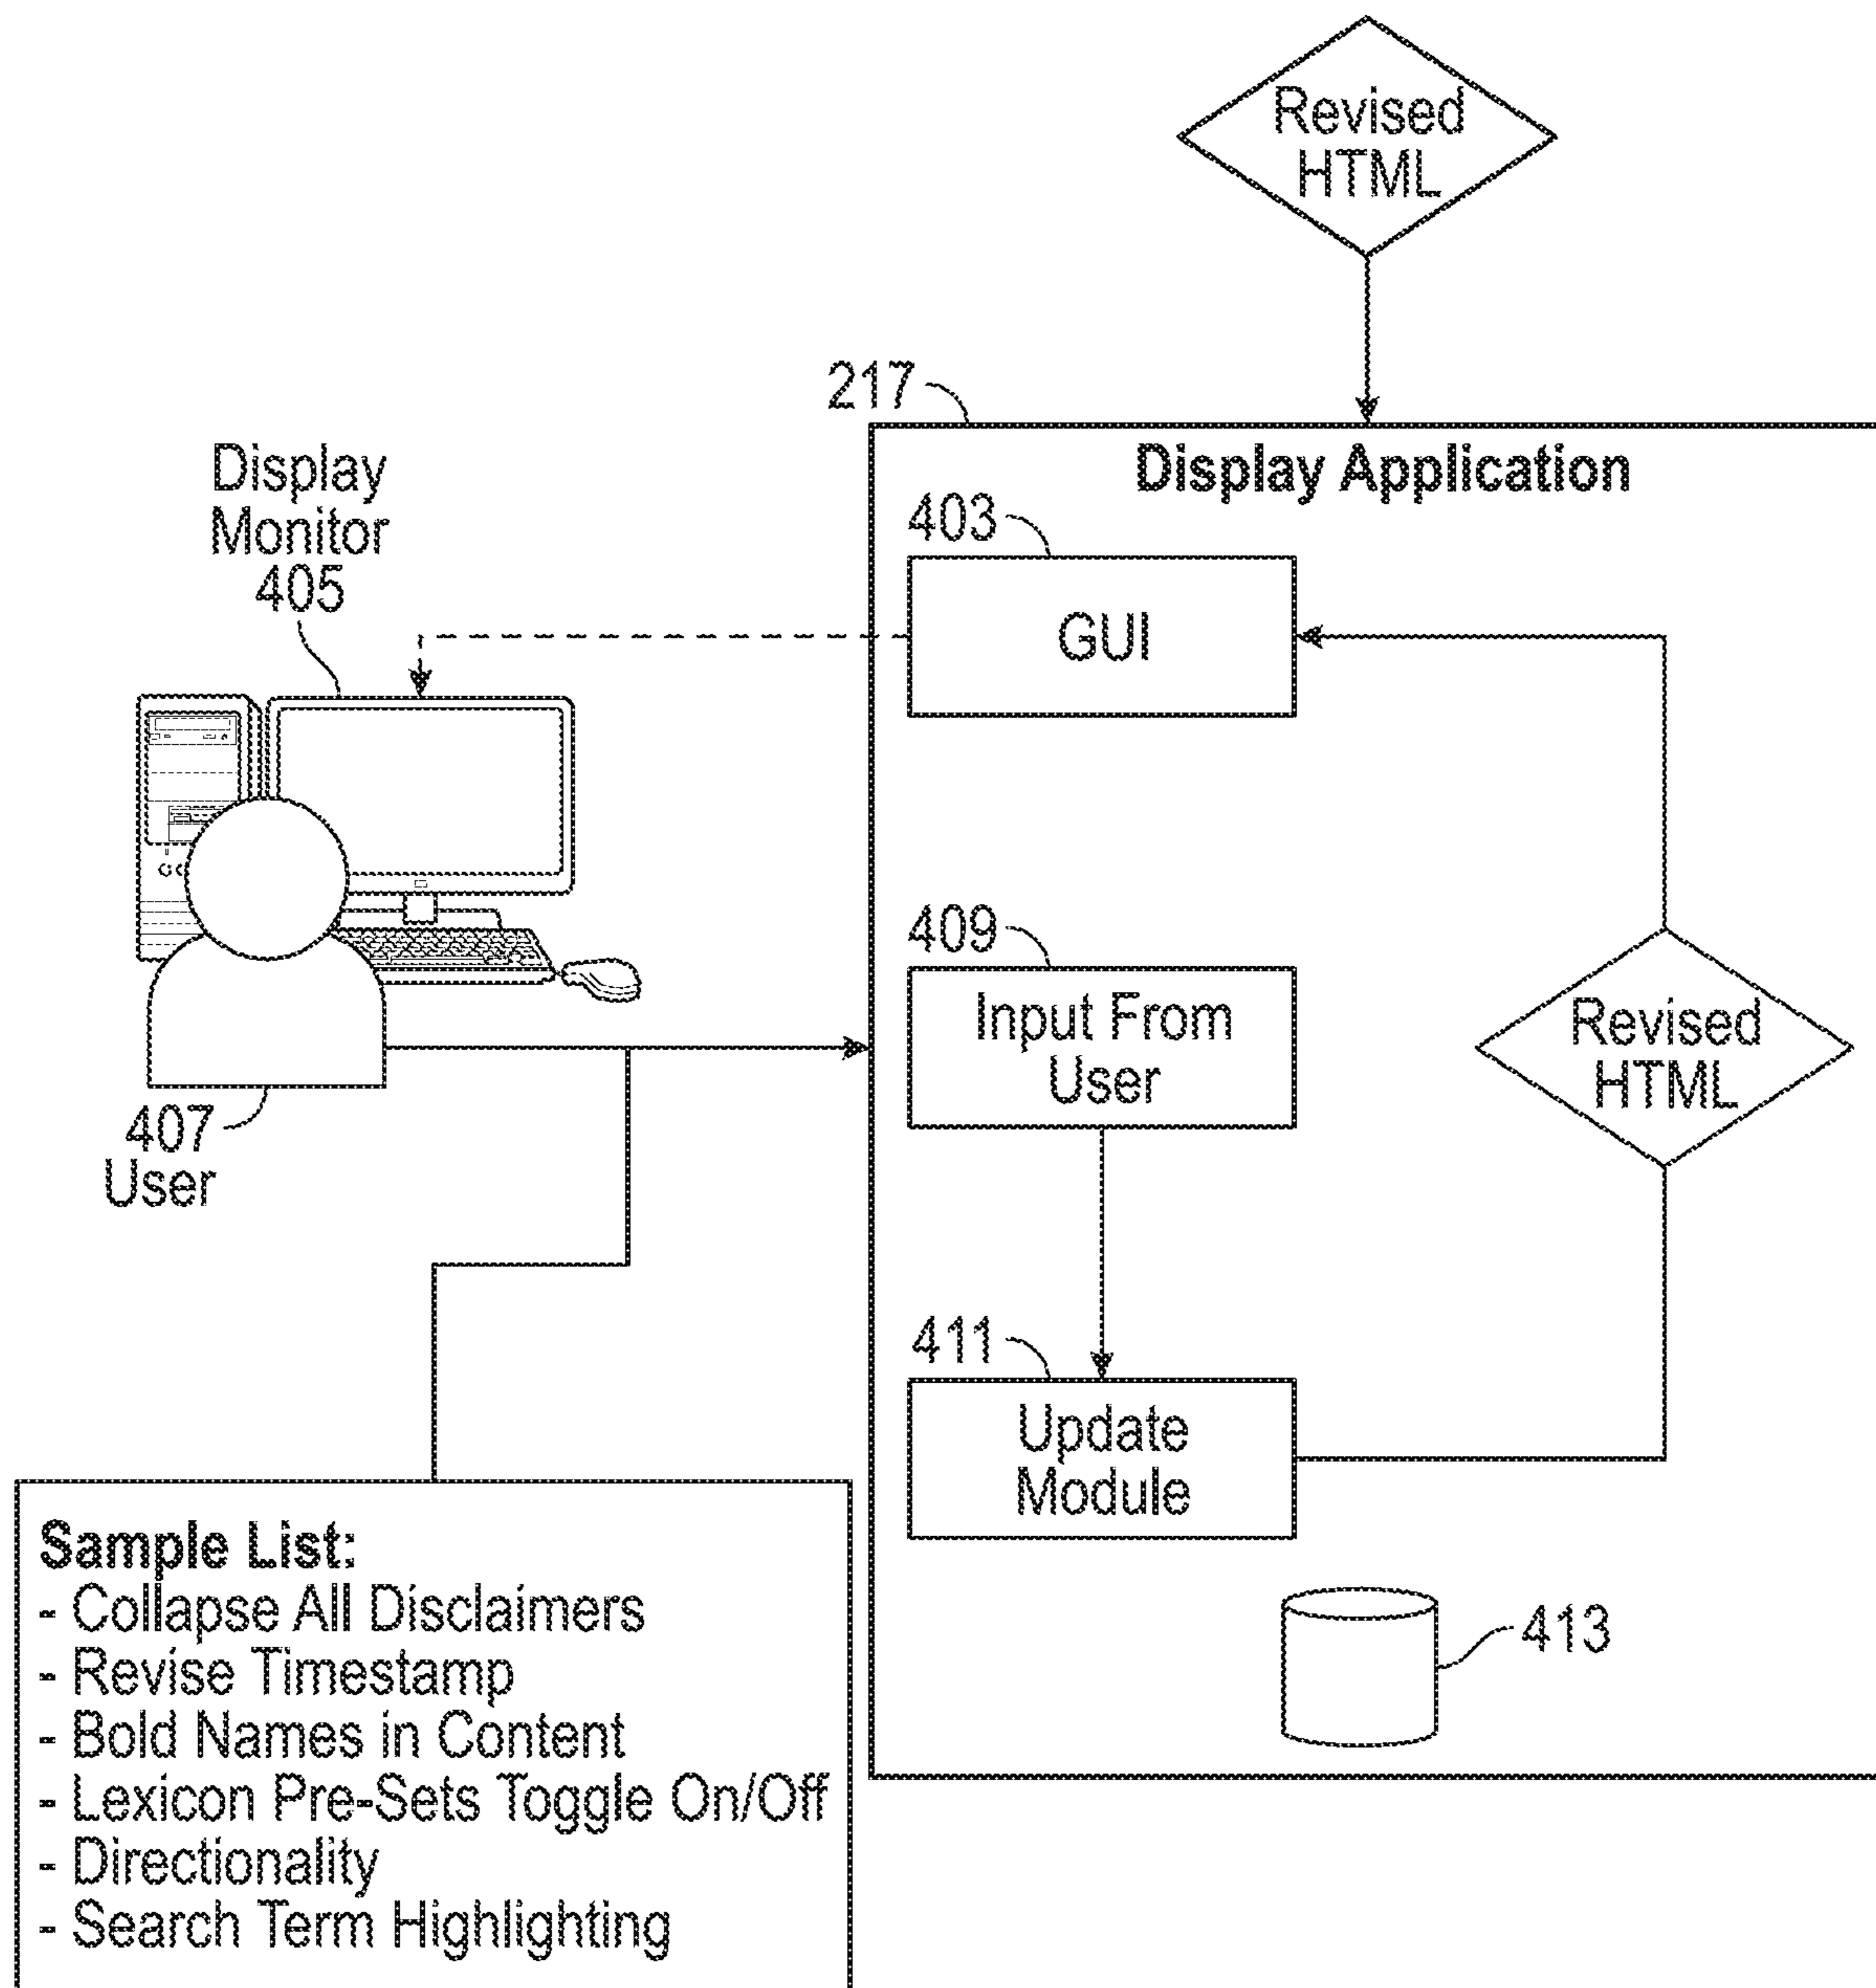 Revised
HTML
217
Display Application
Display
Monitor
405
403
GUI
409
Input From
User
Revised
HTML
407
User
411
Update
Module
413
Sample List:
- Collapse All Disclaimers
- Revise Timestamp
- Bold Names in Content
- Lexicon Pre-Sets Toggle On/Off
- Directionality
- Search Term Highlighting